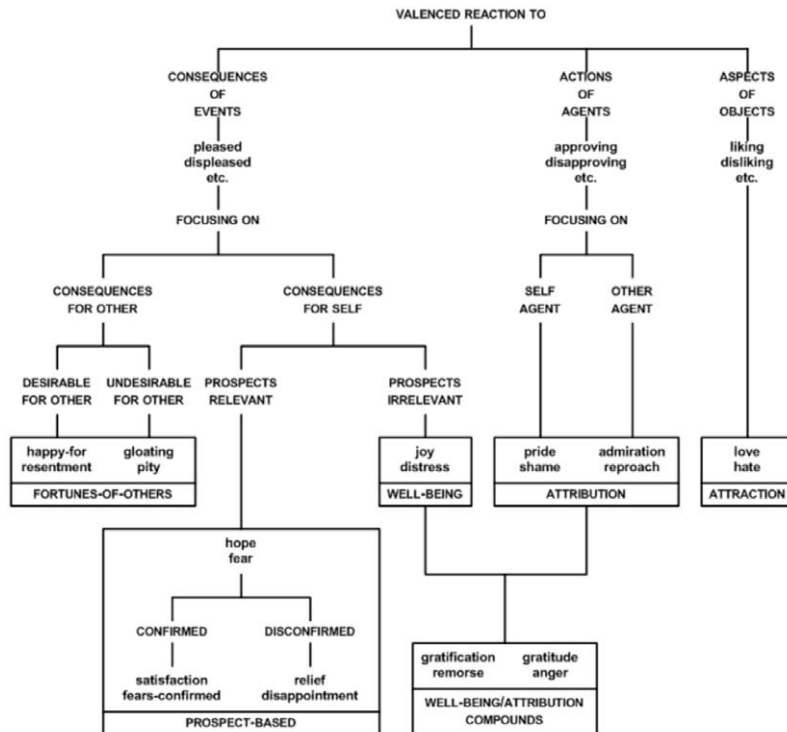 VALENCED REACTION TO
CONSEQUENCES
OF
EVENTS
ACTIONS
OF
AGENTS
ASPECTS
OF
OBJECTS
pleased
displeased
etc.
approving
disapproving
etc.
liking
disliking
etc.
FOCUSING ON
FOCUSING ON
CONSEQUENCES
FOR OTHER
CONSEQUENCES
FOR SELF
SELF
AGENT
OTHER
AGENT
DESIRABLE
FOR OTHER
UNDESIRABLE
FOR OTHER
PROSPECTS
RELEVANT
PROSPECTS
IRRELEVANT
happy-for
resentment
gloating
pity
FORTUNES-OF-OTHERS
joy
distress
WELL-BEING
pride
shame
admiration
reproach
ATTRIBUTION
love
hate
ATTRACTION
hope
fear
CONFIRMED
DISCONFIRMED
satisfaction
fears-confirmed
relief
disappointment
PROSPECT-BASED
gratification
remorse
gratitude
anger
WELL-BEING/ATTRIBUTION
COMPOUNDS